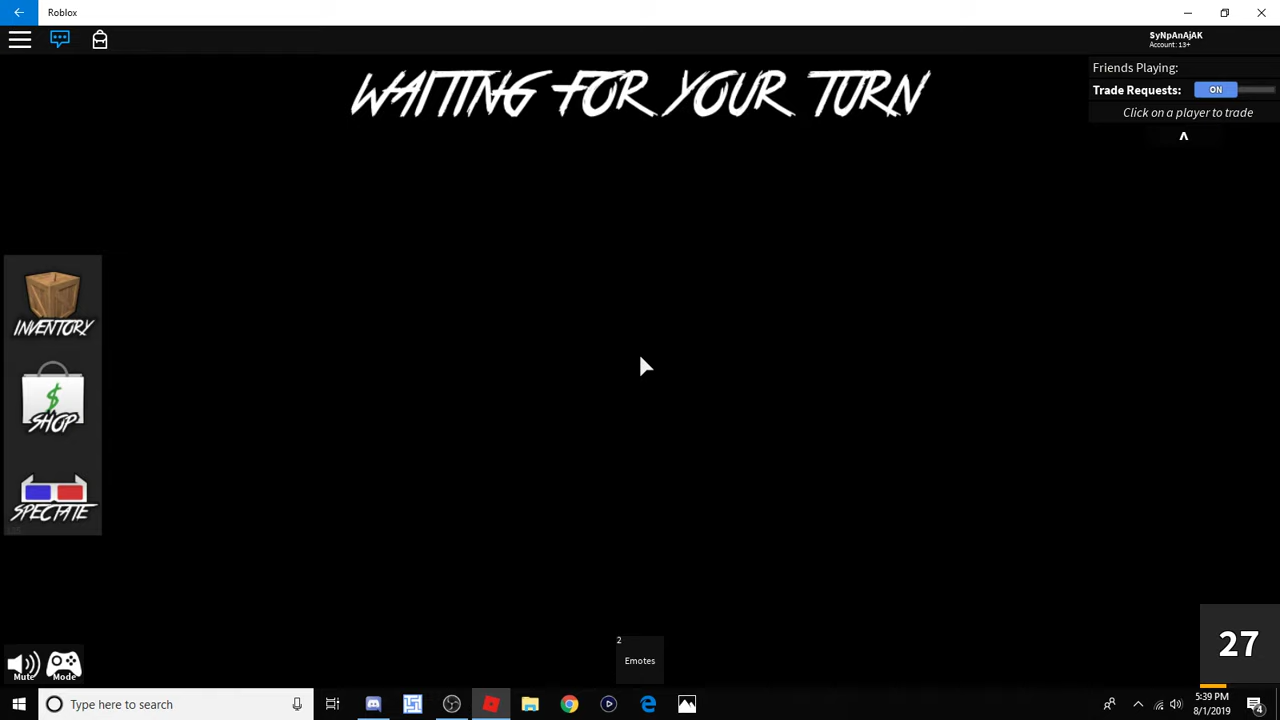 Roblox
SyNpAnAjAK
Account: 13+
WAITING FOR YOUR TURN
Friends Playing:
Trade Requests: ON
Click on a player to trade
^
INVENTORY
$
SHOP
SPECTATE
2
Emotes
27
Mute
Mode
Type here to search
5:39 PM
8/1/2019
4